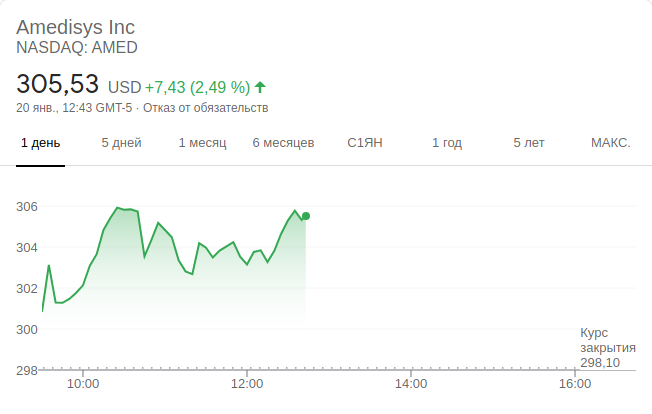 Amedisys Inc
NASDAQ: AMED
305,53 USD +7,43 (2,49 %)
20 янв., 12:43 GMT-5 · Отказ от обязательств
1 день 5 дней 1 месяц 6 месяцев С1ЯН 1 год 5 лет МАКС.
306
304
302
300
Курс
закрытия
298,10
298
10:00 12:00 14:00 16:00